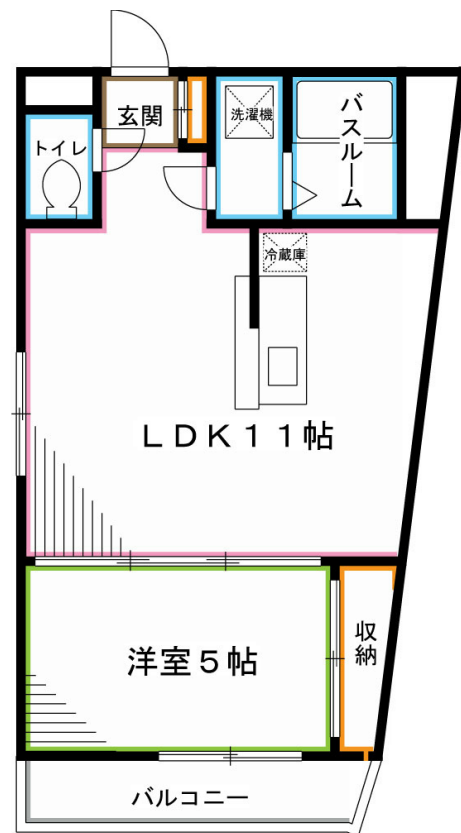 玄関
洗濯機
バスルーム
トイレ
冷蔵庫
LDK11帖
洋室5帖
収納
バルコニー